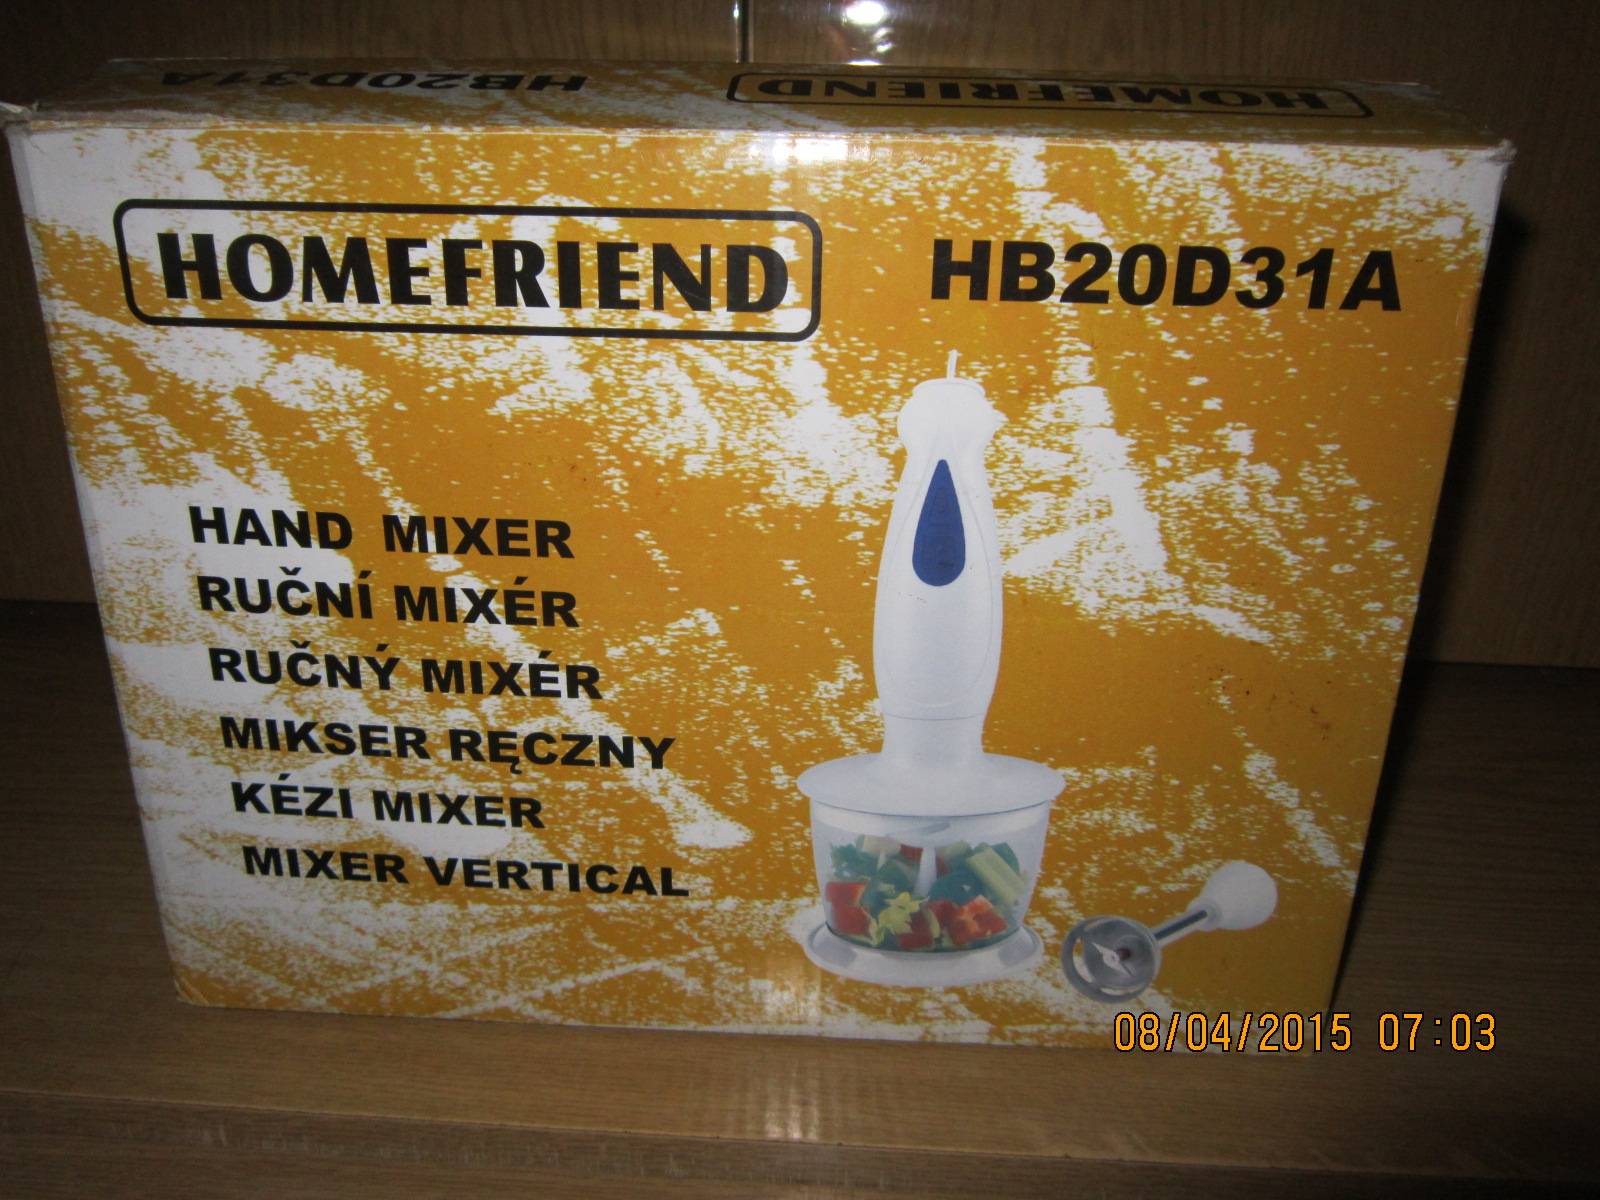 HB20D31A HOMEFRIEND
HOMEFRIEND HB20D31A
HAND MIXER
RUČNÍ MIXÉR
RUČNÝ MIXÉR
MIKSER RĘCZNY
KÉZI MIXER
MIXER VERTICAL
08/04/2015 07:03